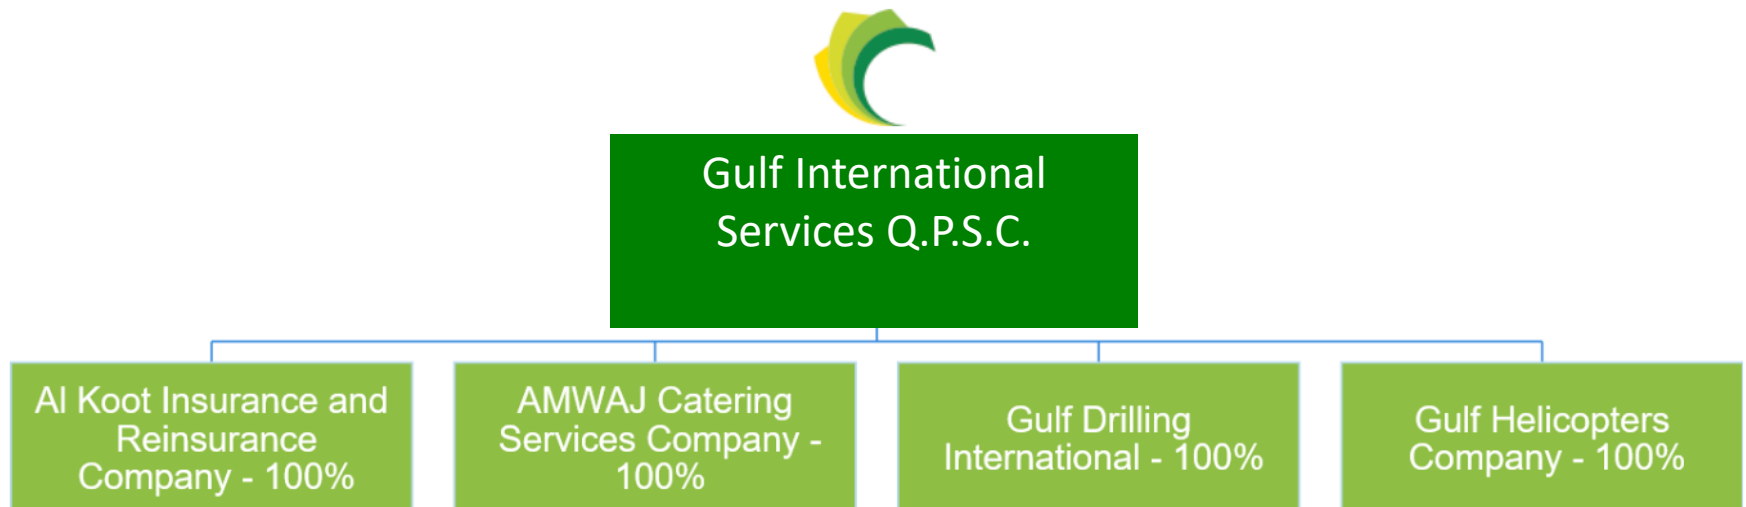 Gulf International
Services Q.P.S.C.
Al Koot Insurance and
Reinsurance
Company - 100%
AMWAJ Catering
Services Company -
100%
Gulf Drilling
International - 100%
Gulf Helicopters
Company - 100%